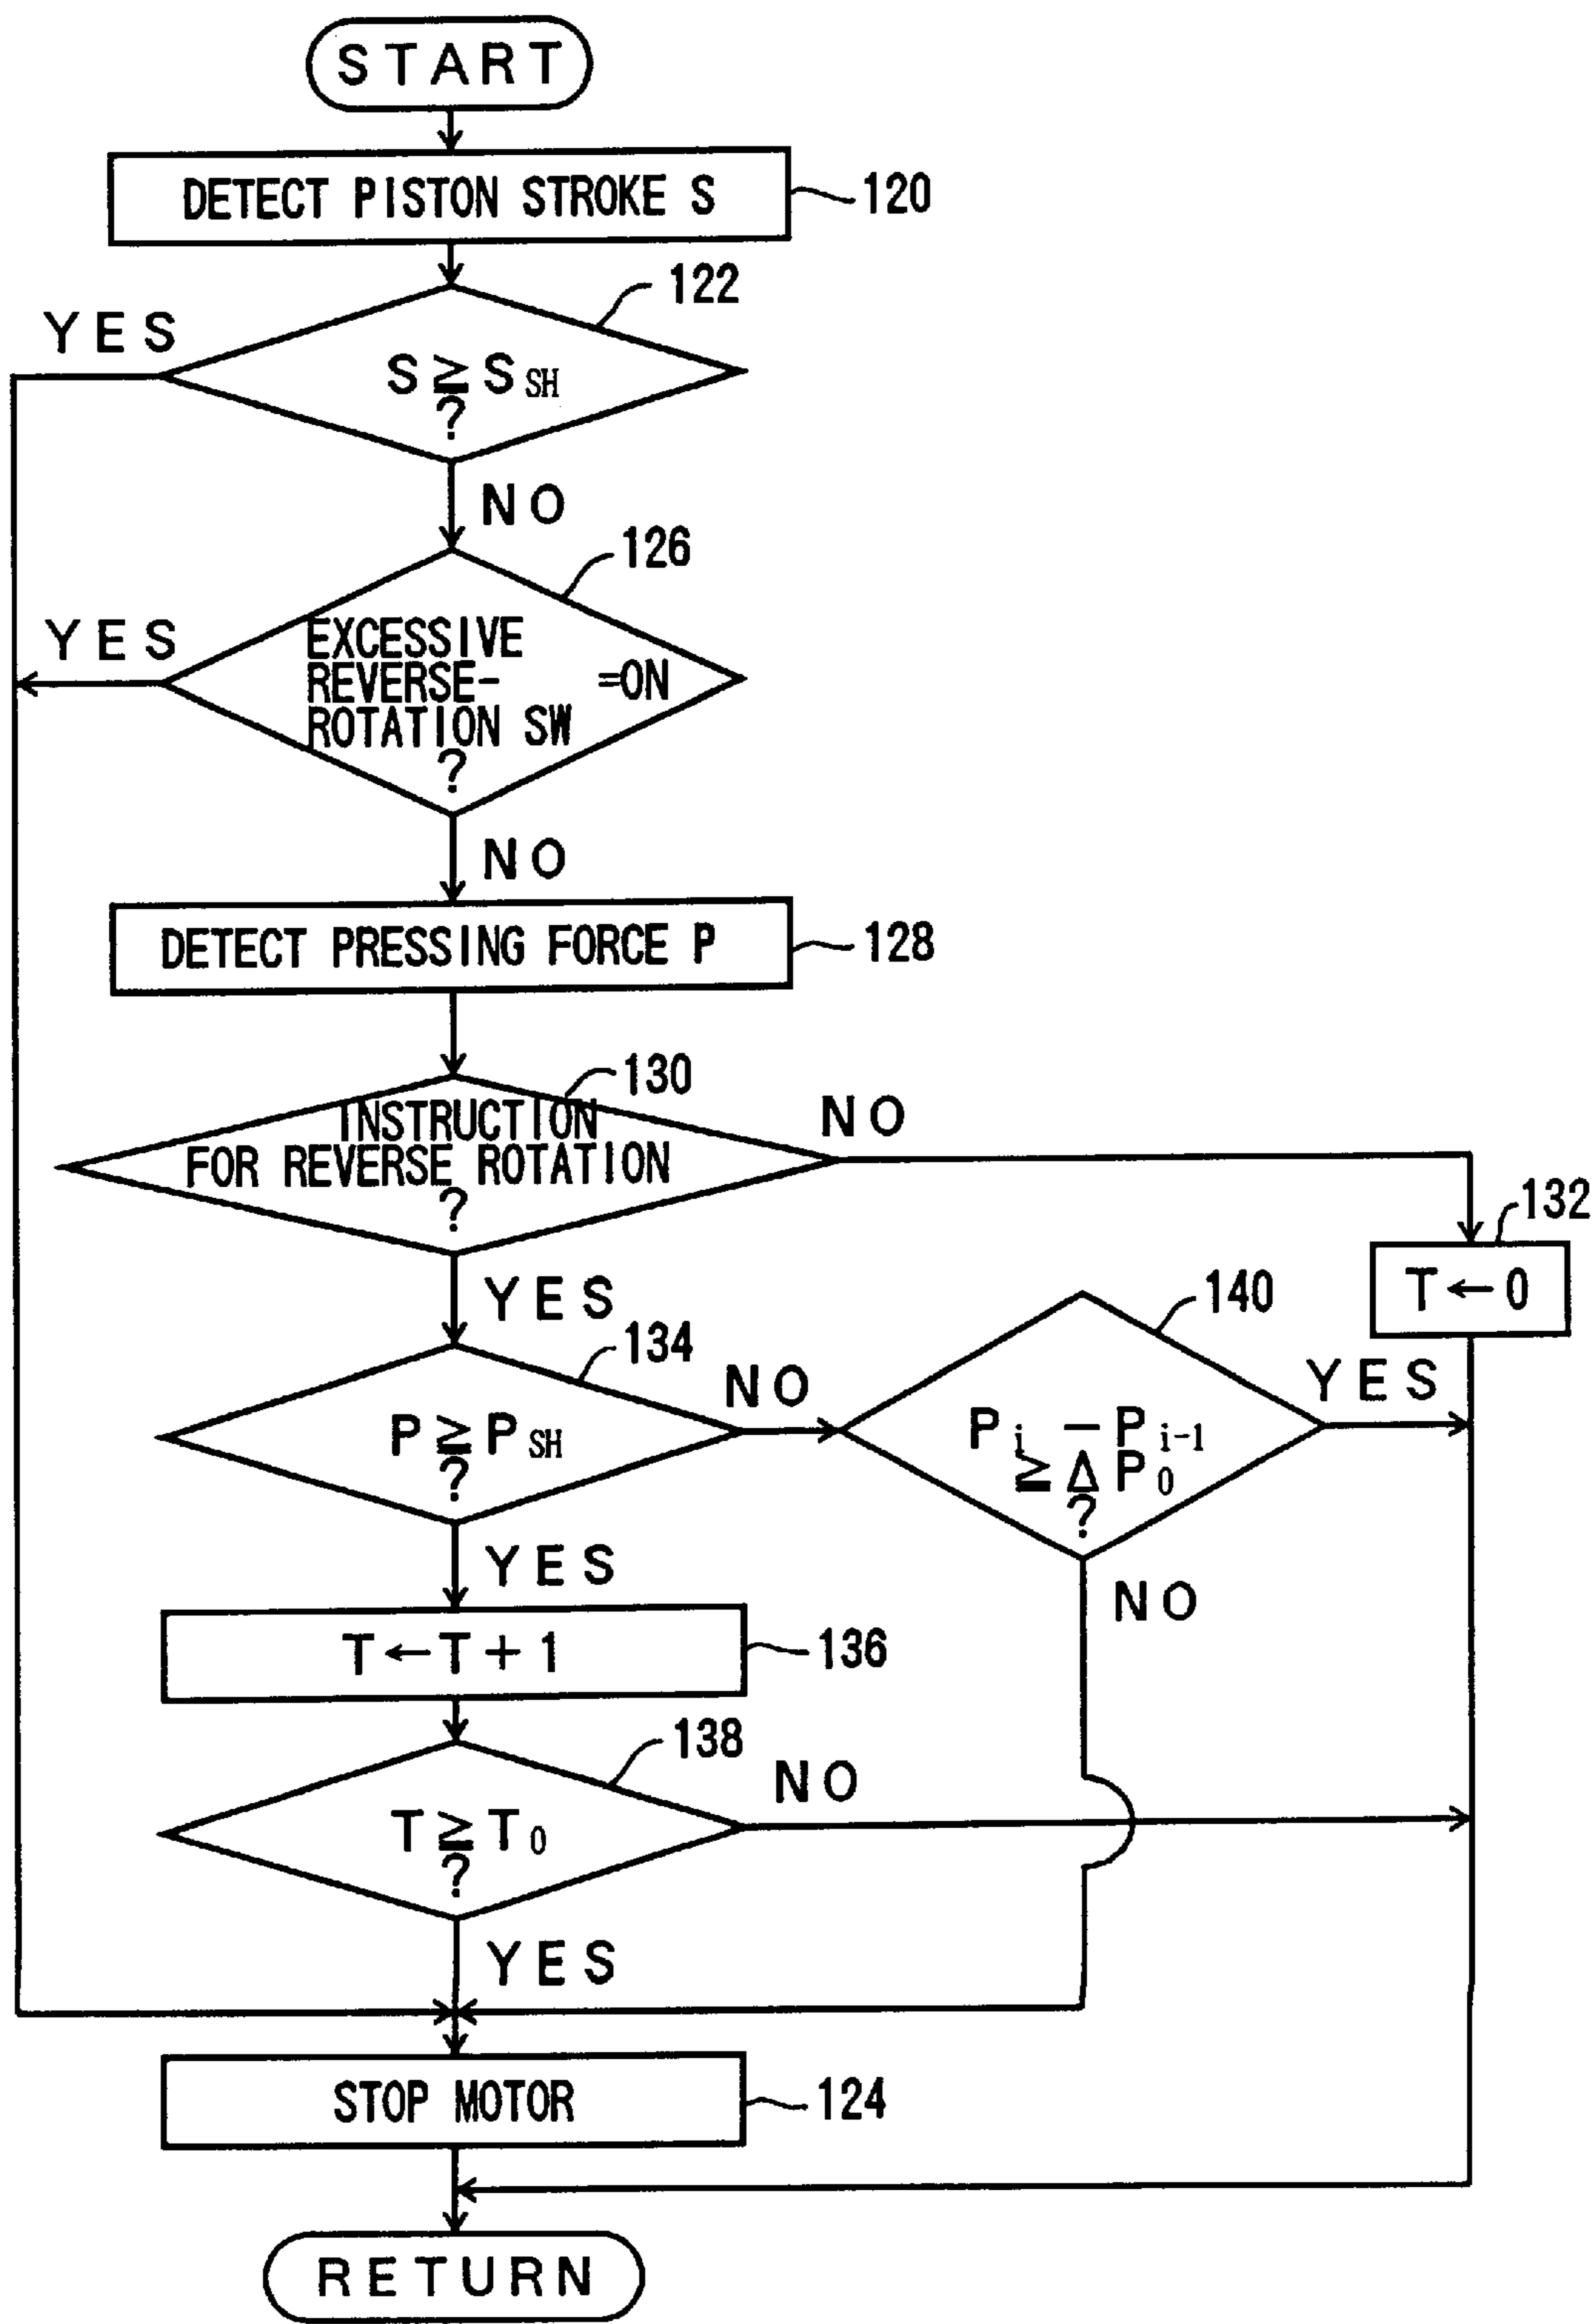 START
DETECT PISTON STROKE S
120
122
YES
S≧S_SH
?
NO
126
YES
EXCESSIVE
REVERSE- =ON
ROTATION SW
?
NO
DETECT PRESSING FORCE P
128
130
INSTRUCTION
FOR REVERSE ROTATION
?
NO
132
T←0
YES
134
P≧P_SH
?
NO
140
P_i −P_i-1
≧ΔP_0
?
YES
NO
YES
T←T+1
136
138
T≧T_0
?
NO
YES
STOP MOTOR
124
RETURN